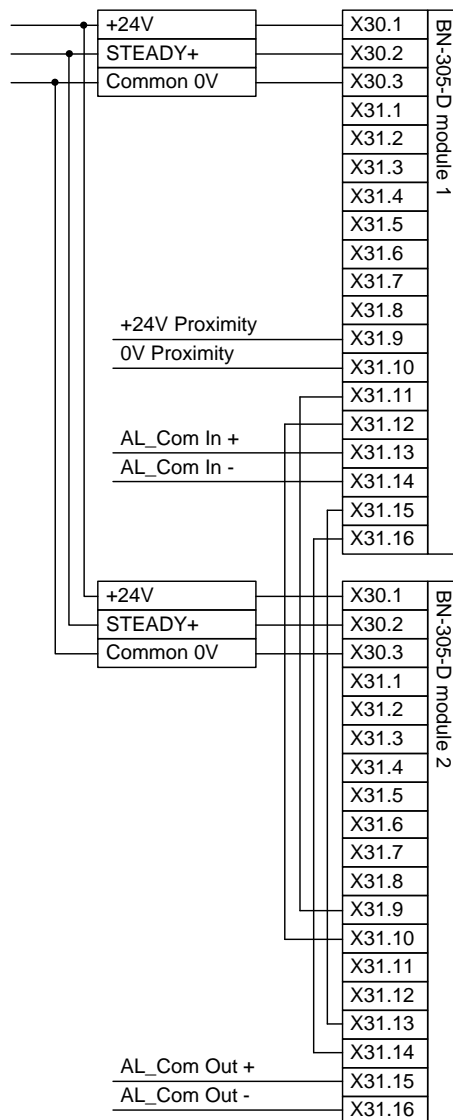 +24V X30.1
STEADY+ X30.2
Common 0V X30.3
X31.1
X31.2
X31.3
X31.4
X31.5
X31.6
X31.7
X31.8
+24V Proximity X31.9
0V Proximity X31.10
X31.11
X31.12
AL_Com In + X31.13
AL_Com In - X31.14
X31.15
X31.16
BN-305-D module 1
+24V X30.1
STEADY+ X30.2
Common 0V X30.3
X31.1
X31.2
X31.3
X31.4
X31.5
X31.6
X31.7
X31.8
X31.9
X31.10
X31.11
X31.12
X31.13
X31.14
AL_Com Out + X31.15
AL_Com Out - X31.16
BN-305-D module 2